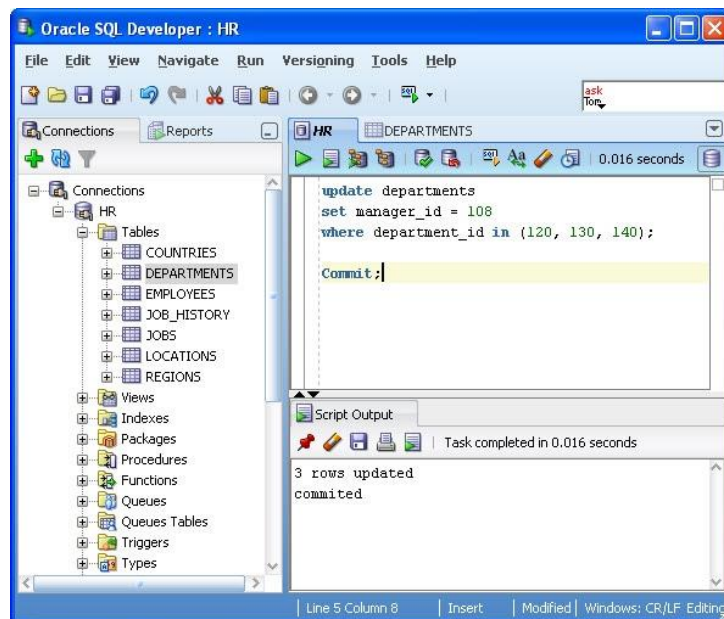 Oracle SQL Developer : HR
File Edit View Navigate Run Versioning Tools Help
ask
Tom
Connections Reports
HR DEPARTMENTS
0.016 seconds
Connections
HR
Tables
COUNTRIES
DEPARTMENTS
EMPLOYEES
JOB_HISTORY
JOBS
LOCATIONS
REGIONS
Views
Indexes
Packages
Procedures
Functions
Queues
Queues Tables
Triggers
Types
update departments
set manager_id = 108
where department_id in (120, 130, 140);
Commit;
Script Output
Task completed in 0.016 seconds
3 rows updated
commited
Line 5 Column 8 Insert Modified Windows: CR/LF Editing